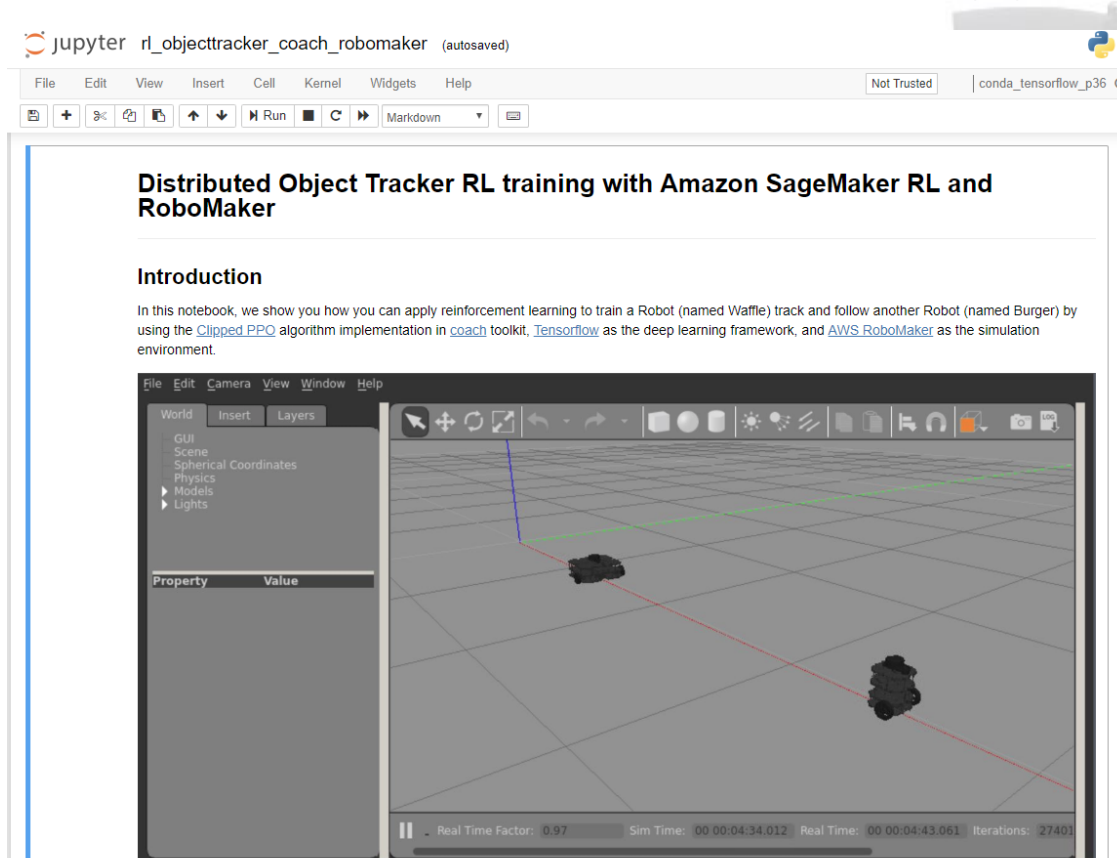 jupyter rl_objecttracker_coach_robomaker (autosaved)
File Edit View Insert Cell Kernel Widgets Help Not Trusted conda_tensorflow_p36
Run Markdown
Distributed Object Tracker RL training with Amazon SageMaker RL and
RoboMaker
Introduction
In this notebook, we show you how you can apply reinforcement learning to train a Robot (named Waffle) track and follow another Robot (named Burger) by
using the Clipped PPO algorithm implementation in coach toolkit, Tensorflow as the deep learning framework, and AWS RoboMaker as the simulation
environment.
File Edit Camera View Window Help
World Insert Layers
GUI
Scene
Spherical Coordinates
Physics
Models
Lights
LOG
Property Value
Real Time Factor: 0.97 Sim Time: 00 00:04:34.012 Real Time: 00 00:04:43.061 Iterations: 27401